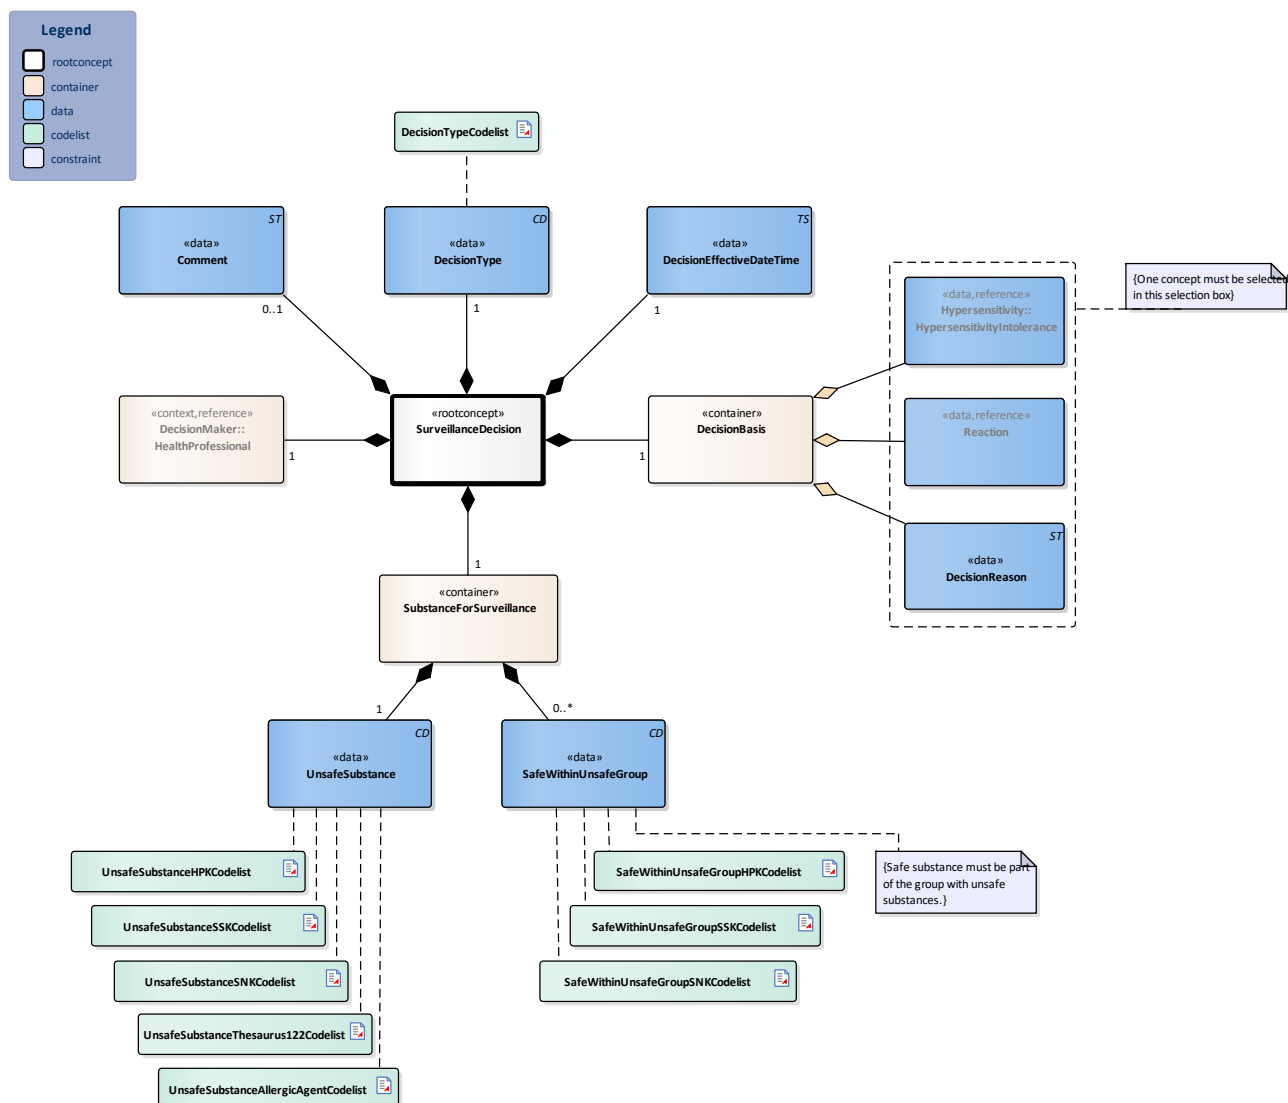 Legend
rootconcept
container
data
codelist
constraint
DecisionTypeCodelist
ST
«data»
Comment
0..1
CD
«data»
DecisionType
1
TS
«data»
DecisionEffectiveDateTime
1
{One concept must be selected
in this selection box}
«data,reference»
Hypersensitivity::
HypersensitivityIntolerance
«context,reference»
DecisionMaker::
HealthProfessional
1
«rootconcept»
SurveillanceDecision
«container»
DecisionBasis
1
«data,reference»
Reaction
ST
«data»
DecisionReason
1
«container»
SubstanceForSurveillance
1
0..*
CD
«data»
UnsafeSubstance
CD
«data»
SafeWithinUnsafeGroup
UnsafeSubstanceHPKCodelist
UnsafeSubstanceSSKCodelist
UnsafeSubstanceSNKCodelist
UnsafeSubstanceThesaurus122Codelist
UnsafeSubstanceAllergicAgentCodelist
SafeWithinUnsafeGroupHPKCodelist
SafeWithinUnsafeGroupSSKCodelist
SafeWithinUnsafeGroupSNKCodelist
{Safe substance must be part
of the group with unsafe
substances.}